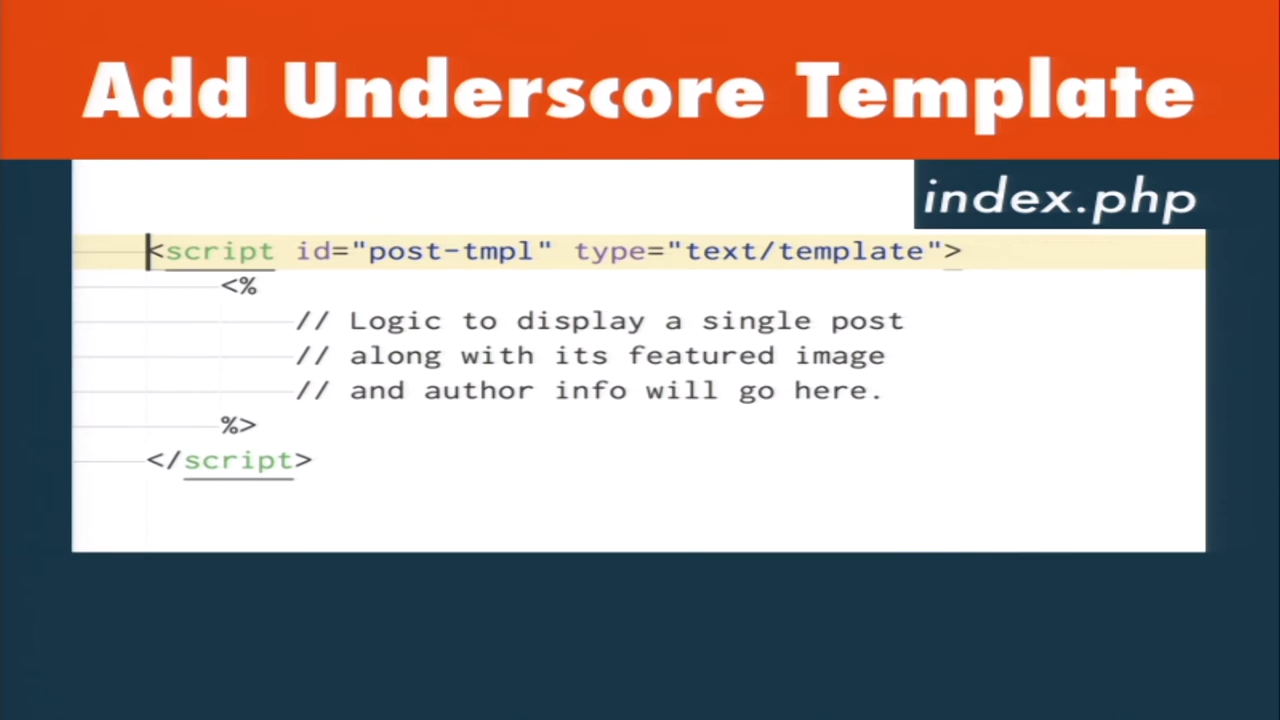 Add Underscore Template
index.php
<script id="post-tmpl" type="text/template">
<%
// Logic to display a single post
// along with its featured image
// and author info will go here.
%>
</script>